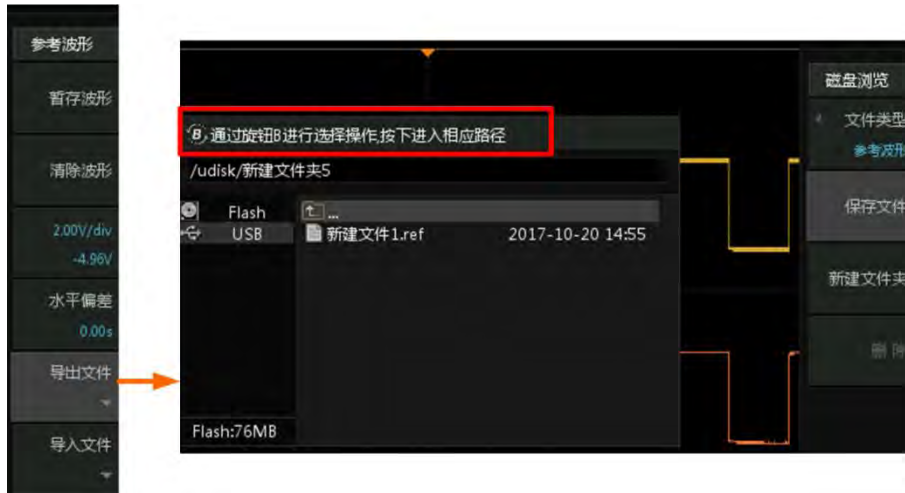 参考波形
暂存波形
清除波形
2.00V/div
-4.96V
水平偏差
0.00s
导出文件
导入文件
B 通过旋钮B进行选择操作,按下进入相应路径
/udisk/新建文件夹5
Flash
...
USB
新建文件1.ref 2017-10-20 14:55
Flash:76MB
磁盘浏览
文件类型
参考波形
保存文件
新建文件夹
删除